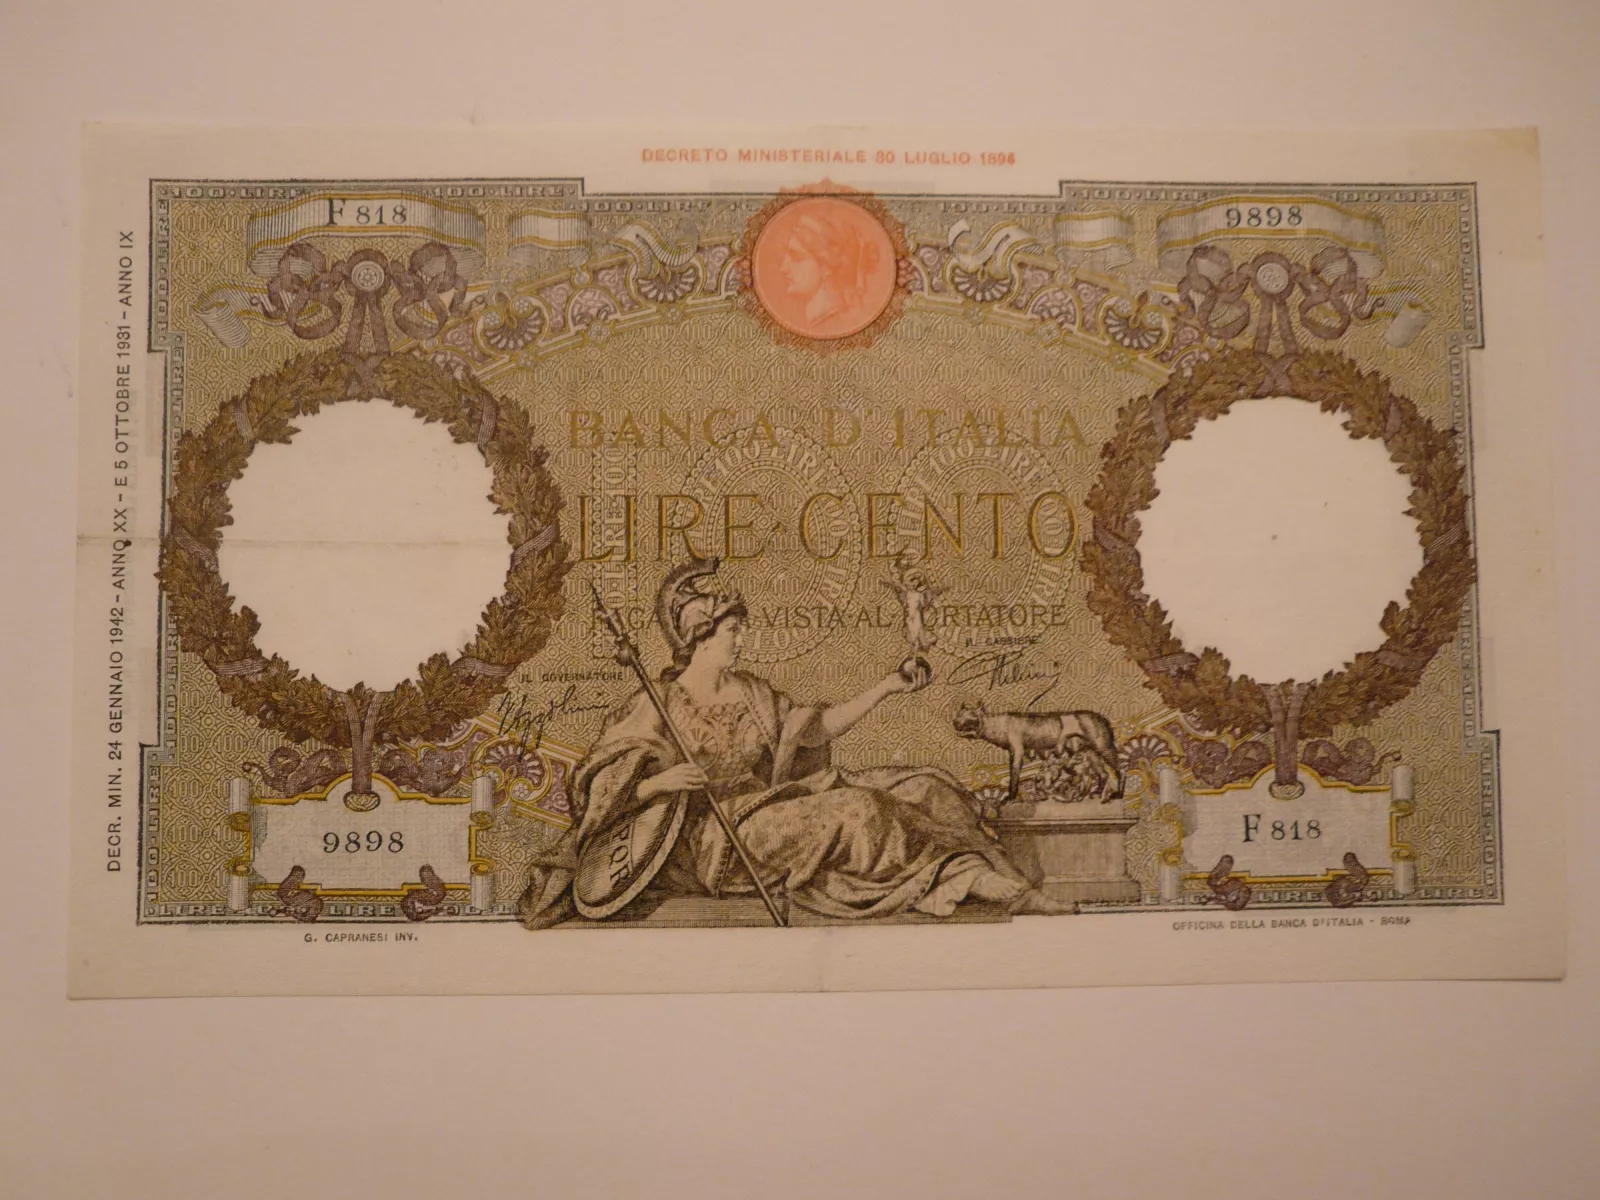 DECRETO MINISTERIALE 30 LUGLIO 1896
F 818
9898
DECR. MIN. 24 GENNAIO 1942 - ANNO XX - E 5 OTTOBRE 1931 - ANNO IX
BANCA D'ITALIA
LIRE CENTO
VISTA AL PORTATORE
IL GOVERNATORE
IL CASSIERE
9898
F 818
G. CAPRANESI INV.
OFFICINA DELLA BANCA D'ITALIA - ROMA